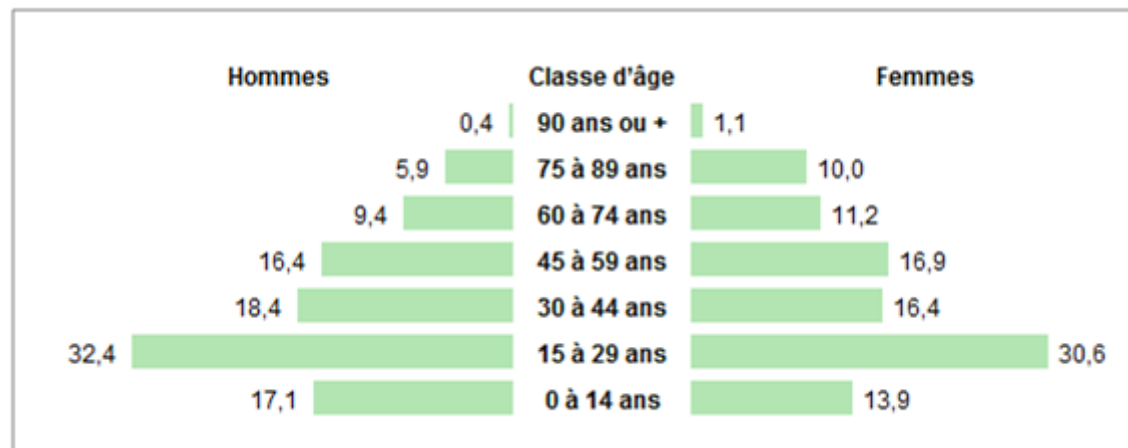 Hommes Classe d'âge Femmes
0,4 90 ans ou + 1,1
5,9 75 à 89 ans 10,0
9,4 60 à 74 ans 11,2
16,4 45 à 59 ans 16,9
18,4 30 à 44 ans 16,4
32,4 15 à 29 ans 30,6
17,1 0 à 14 ans 13,9